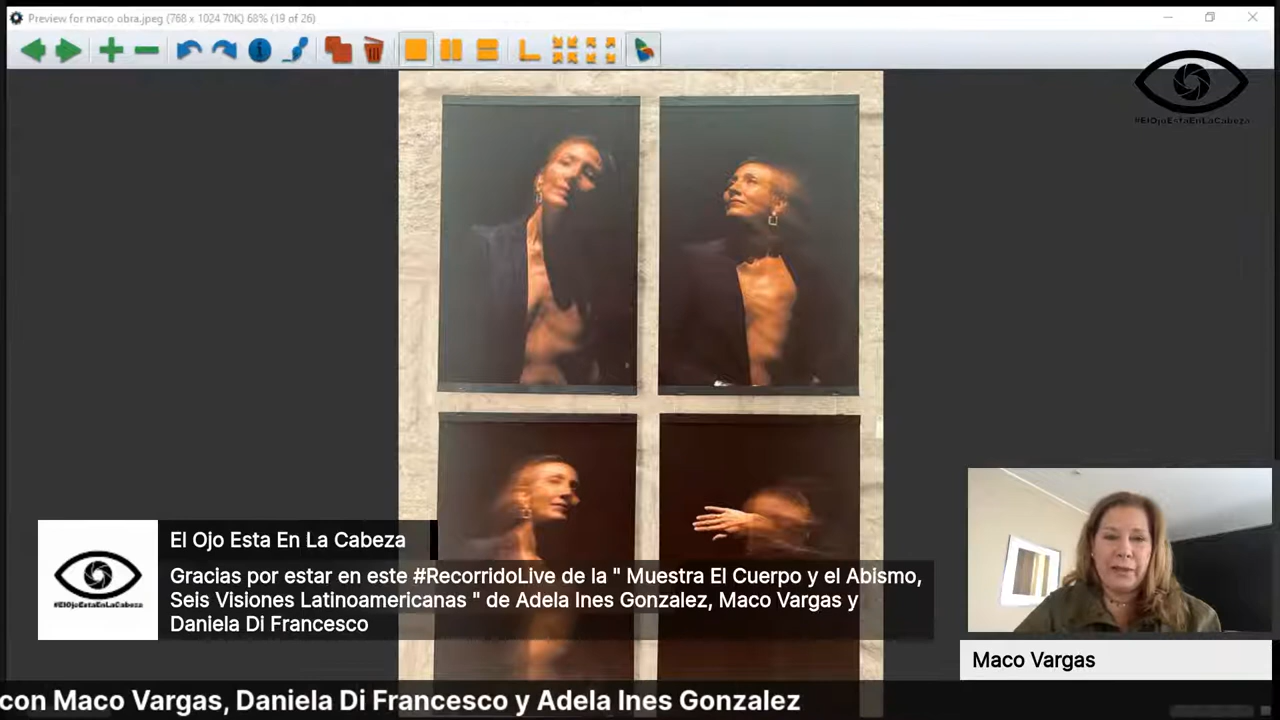 Preview for maco obra.jpeg (768 x 1024 70K) 68% (19 of 26)
#ElOjoEstaEnLaCabeza
El Ojo Esta En La Cabeza
Gracias por estar en este #RecorridoLive de la " Muestra El Cuerpo y el Abismo,
Seis Visiones Latinoamericanas " de Adela Ines Gonzalez, Maco Vargas y
Daniela Di Francesco
#ElOjoEstaEnLaCabeza
Maco Vargas
con Maco Vargas, Daniela Di Francesco y Adela Ines Gonzalez